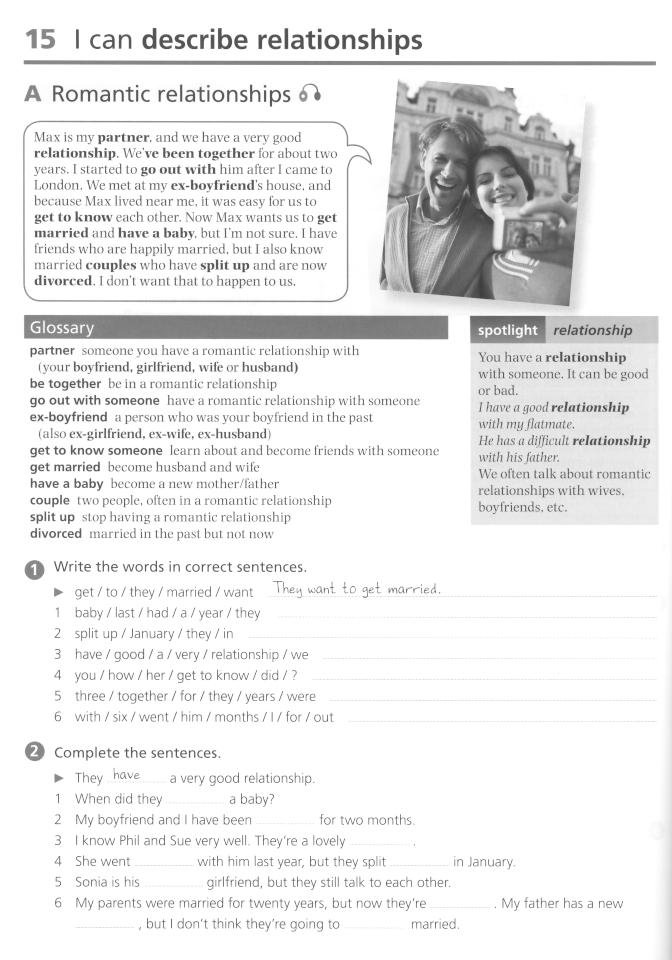 15 I can describe relationships
A Romantic relationships
Max is my partner, and we have a very good
relationship. We've been together for about two
years. I started to go out with him after I came to
London. We met at my ex-boyfriend's house, and
because Max lived near me, it was easy for us to
get to know each other. Now Max wants us to get
married and have a baby, but I'm not sure. I have
friends who are happily married, but I also know
married couples who have split up and are now
divorced. I don't want that to happen to us.
Glossary
partner someone you have a romantic relationship with
(your boyfriend, girlfriend, wife or husband)
be together be in a romantic relationship
go out with someone have a romantic relationship with someone
ex-boyfriend a person who was your boyfriend in the past
(also ex-girlfriend, ex-wife, ex-husband)
get to know someone learn about and become friends with someone
get married become husband and wife
have a baby become a new mother/father
couple two people, often in a romantic relationship
split up stop having a romantic relationship
divorced married in the past but not now
spotlight relationship
You have a relationship
with someone. It can be good
or bad.
I have a good relationship
with my flatmate.
He has a difficult relationship
with his father.
We often talk about romantic
relationships with wives,
boyfriends, etc.
1 Write the words in correct sentences.
► get / to / they / married / want They want to get married.
1 baby / last / had / a / year / they
2 split up / January / they / in
3 have / good / a / very / relationship / we
4 you / how / her / get to know / did / ?
5 three / together / for / they / years / were
6 with / six / went / him / months / I / for / out
2 Complete the sentences.
► They have a very good relationship.
1 When did they a baby?
2 My boyfriend and I have been for two months.
3 I know Phil and Sue very well. They're a lovely .
4 She went with him last year, but they split in January.
5 Sonia is his girlfriend, but they still talk to each other.
6 My parents were married for twenty years, but now they're . My father has a new
, but I don't think they're going to married.